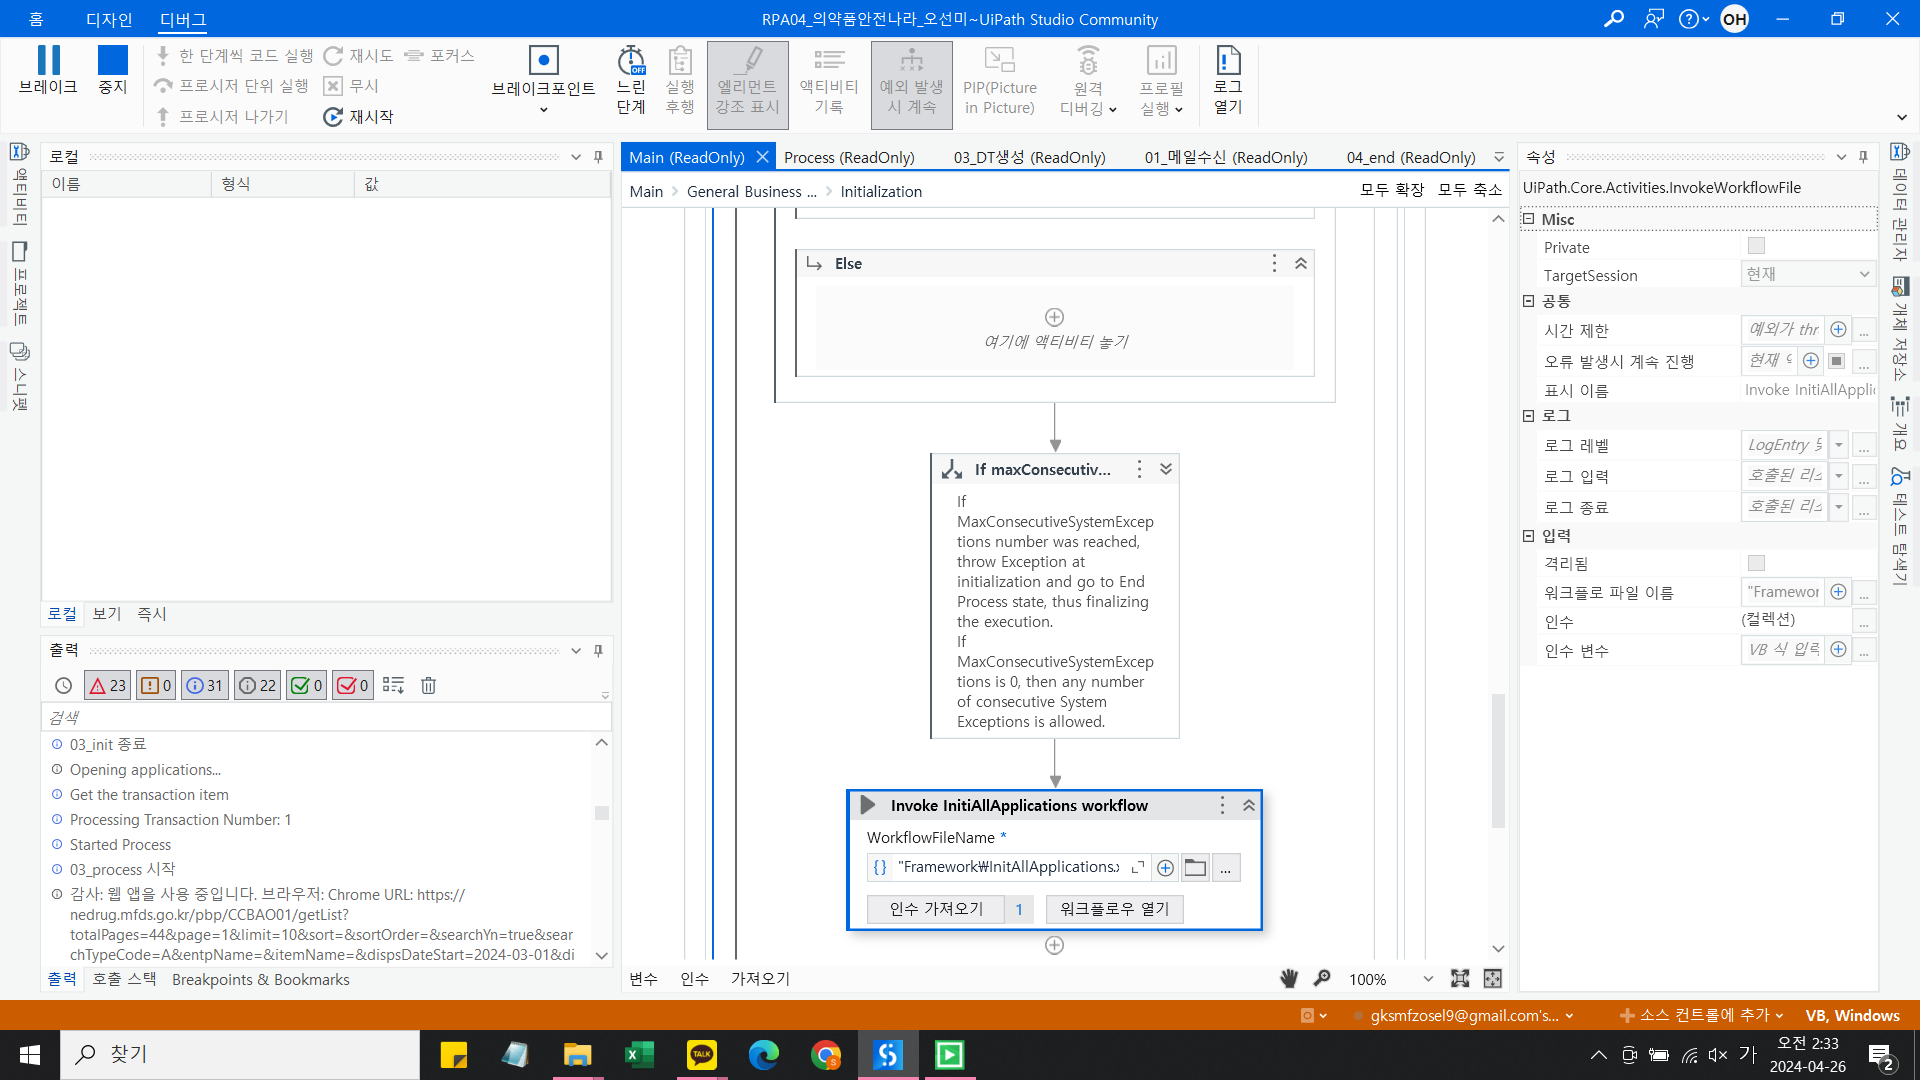 홈 디자인 디버그
RPA04_의약품안전나라_오선미~UiPath Studio Community
OH
브레이크
중지
한 단계씩 코드 실행
프로시저 단위 실행
프로시저 나가기
재시도
무시
재시작
포커스
브레이크포인트
느린
단계
실행
후행
엘리먼트
강조 표시
액티비티
기록
예외 발생
시 계속
PIP(Picture
in Picture)
원격
디버깅
프로필
실행
로그
열기
액티비티
프로젝트
스니펫
로컬
이름 형식 값
로컬 보기 즉시
출력
23 0 31 22 0 0
검색
03_init 종료
Opening applications...
Get the transaction item
Processing Transaction Number: 1
Started Process
03_process 시작
감사: 웹 앱을 사용 중입니다. 브라우저: Chrome URL: https://
nedrug.mfds.go.kr/pbp/CCBAO01/getList?
totalPages=44&page=1&limit=10&sort=&sortOrder=&searchYn=true&sear
chTypeCode=A&entpName=&itemName=&dispsDateStart=2024-03-01&di
출력 호출 스택 Breakpoints & Bookmarks
Main (ReadOnly) Process (ReadOnly) 03_DT생성 (ReadOnly) 01_메일수신 (ReadOnly) 04_end (ReadOnly)
Main General Business ... Initialization
모두 확장 모두 축소
Else
여기에 액티비티 놓기
If maxConsecutiv...
If
MaxConsecutiveSystemExcep
tions number was reached,
throw Exception at
initialization and go to End
Process state, thus finalizing
the execution.
If
MaxConsecutiveSystemExcep
tions is 0, then any number
of consecutive System
Exceptions is allowed.
Invoke InitiAllApplications workflow
WorkflowFileName *
"Framework₩InitAllApplications.x
인수 가져오기 1 워크플로우 열기
변수 인수 가져오기
100%
속성
UiPath.Core.Activities.InvokeWorkflowFile
Misc
Private
TargetSession 현재
공통
시간 제한 예외가 thr
오류 발생시 계속 진행 현재
표시 이름 Invoke InitiAllApplic
로그
로그 레벨 LogEntry
로그 입력 호출된
로그 종료 호출된
입력
격리됨
워크플로 파일 이름 "Framewor
인수 (컬렉션)
인수 변수 VB 식 입력
데이터 관리자
개체 저장소
개요
테스트 탐색기
gksmfzosel9@gmail.com's... 소스 컨트롤에 추가 VB, Windows
찾기
TALK
가
오전 2:33
2024-04-26
2